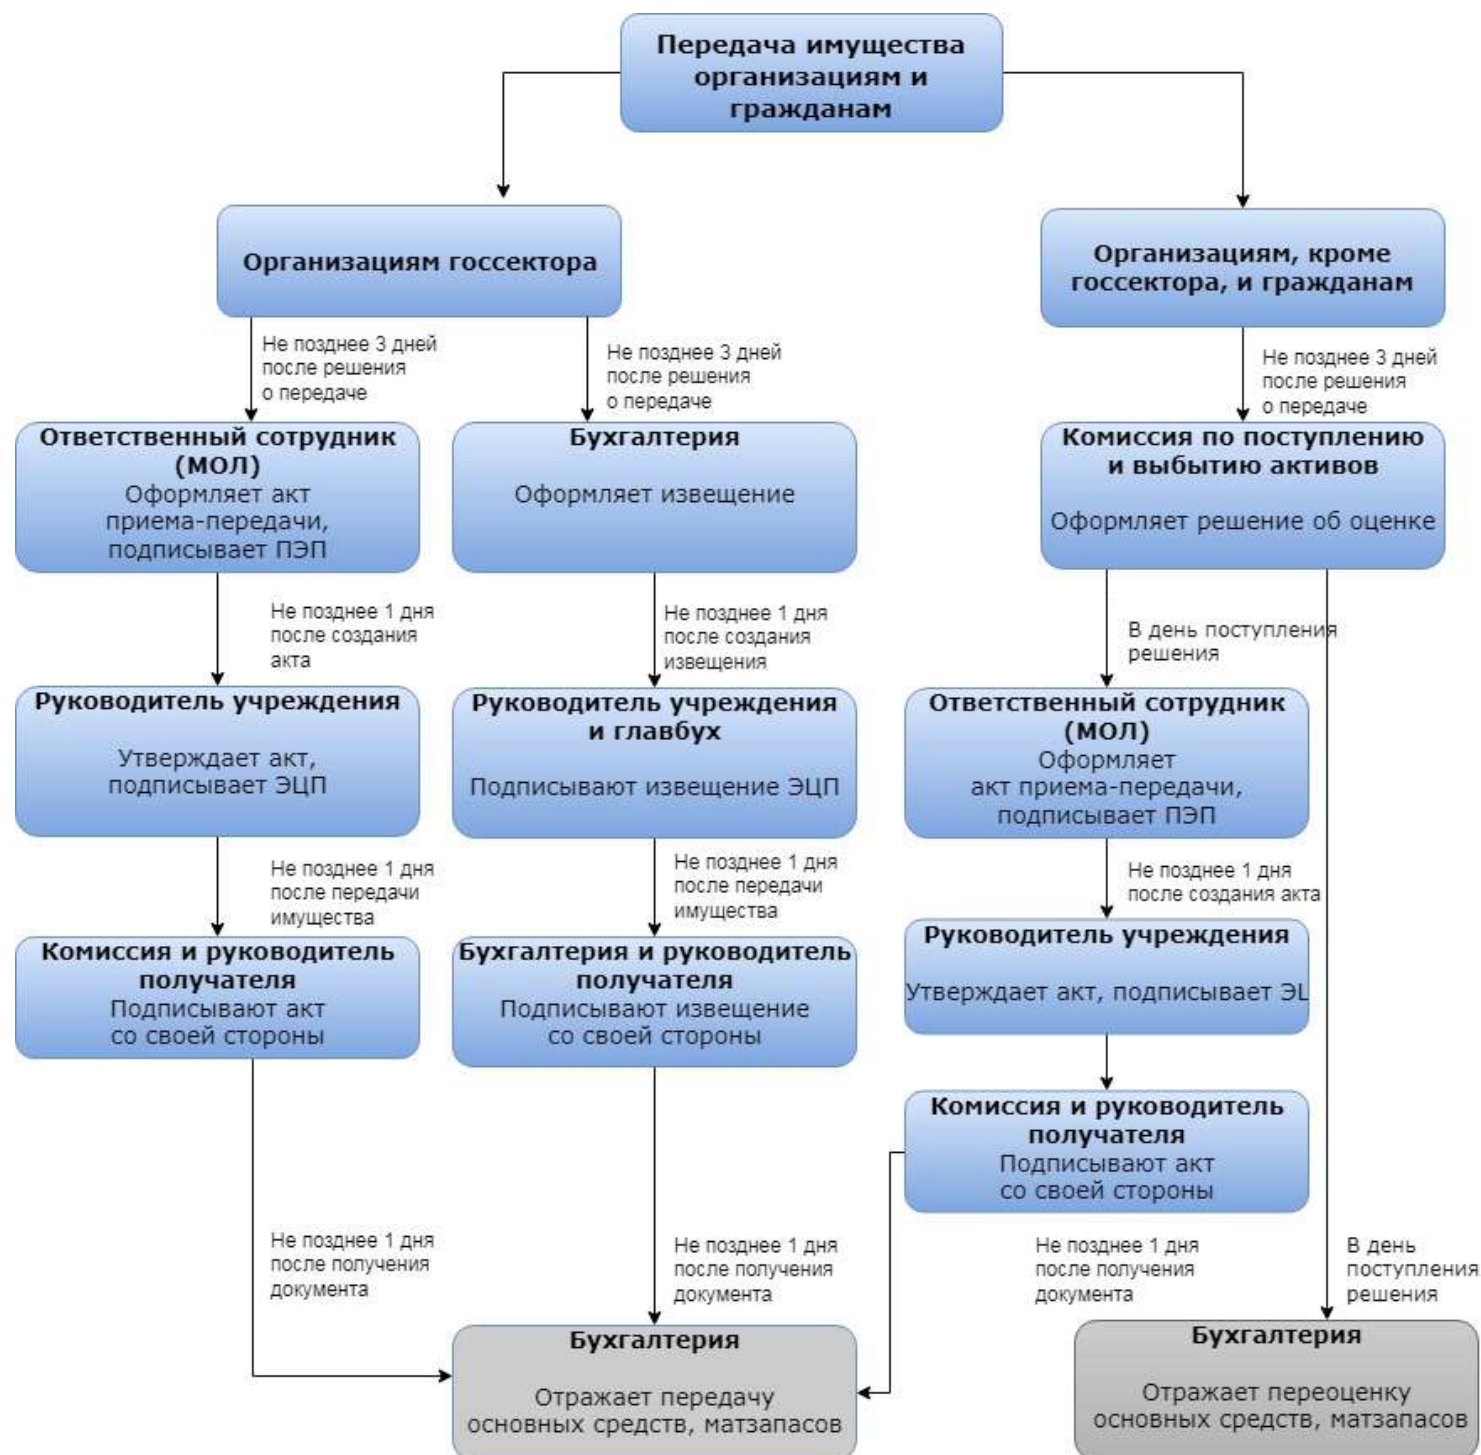 Передача имущества
организациям и
гражданам
Организациям госсектора
Организациям, кроме
госсектора, и гражданам
Не позднее 3 дней
после решения
о передаче
Не позднее 3 дней
после решения
о передаче
Не позднее 3 дней
после решения
о передаче
Ответственный сотрудник
(МОЛ)
Оформляет акт
приема-передачи,
подписывает ПЭП
Бухгалтерия
Оформляет извещение
Комиссия по поступлению
и выбытию активов
Оформляет решение об оценке
Не позднее 1 дня
после создания
акта
Не позднее 1 дня
после создания
извещения
В день поступления
решения
Руководитель учреждения
Утверждает акт,
подписывает ЭЦП
Руководитель учреждения
и главбух
Подписывают извещение ЭЦП
Ответственный сотрудник
(МОЛ)
Оформляет
акт приема-передачи,
подписывает ПЭП
Не позднее 1 дня
после передачи
имущества
Не позднее 1 дня
после передачи
имущества
Не позднее 1 дня
после создания акта
Комиссия и руководитель
получателя
Подписывают акт
со своей стороны
Бухгалтерия и руководитель
получателя
Подписывают извещение
со своей стороны
Руководитель учреждения
Утверждает акт, подписывает
Комиссия и руководитель
получателя
Подписывают акт
со своей стороны
Не позднее 1 дня
после получения
документа
Не позднее 1 дня
после получения
документа
Не позднее 1 дня
после получения
документа
В день
поступления
решения
Бухгалтерия
Отражает передачу
основных средств, матзапасов
Бухгалтерия
Отражает переоценку
основных средств, матзапасов